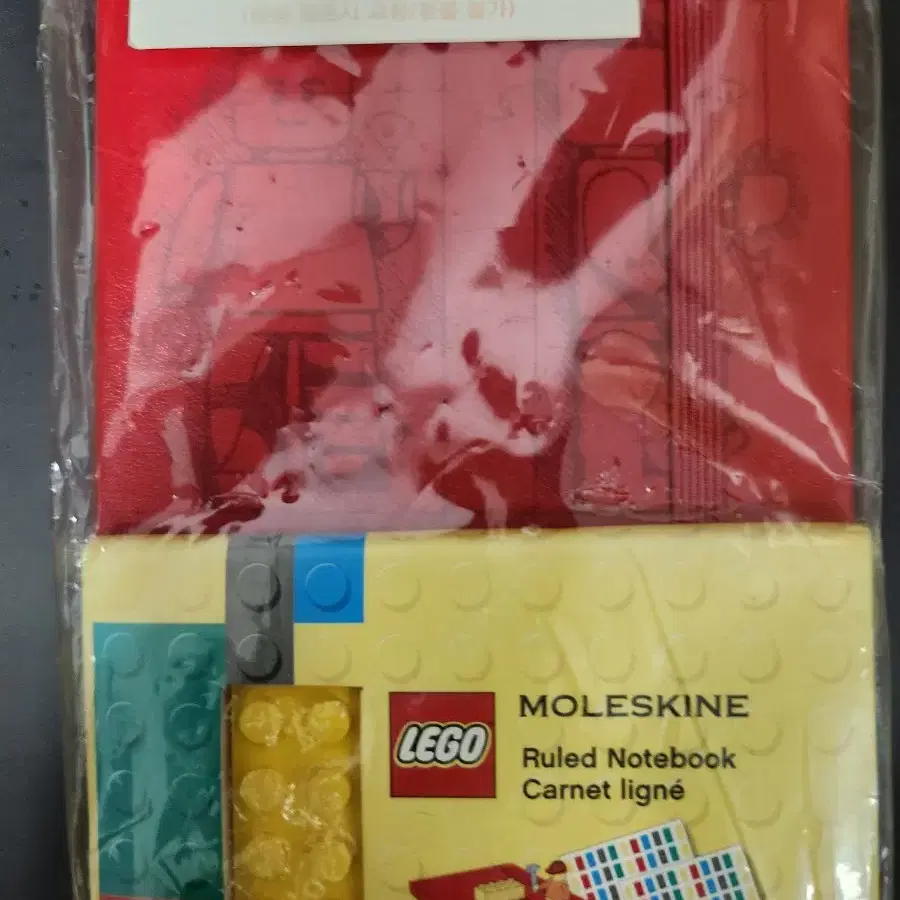 LEGO
MOLESKINE
Ruled Notebook
Carnet ligné